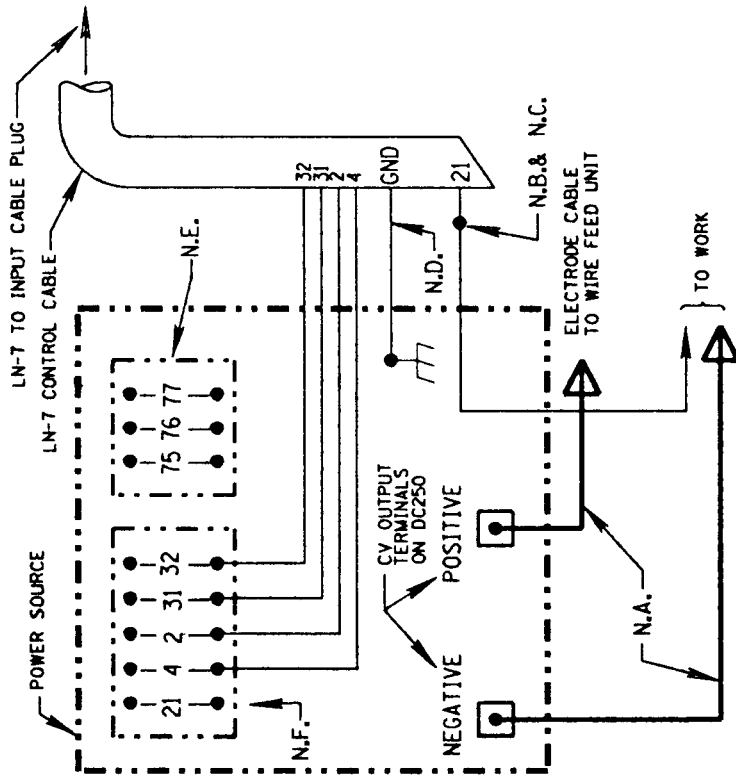 LN-7 TO INPUT CABLE PLUG
LN-7 CONTROL CABLE
POWER SOURCE
N.E.
32
31
2
4
GND
21
77
76
75
32
31
2
4
21
N.F.
N.D.
N.B.& N.C.
CV OUTPUT
TERMINALS
ON DC250
POSITIVE
NEGATIVE
ELECTRODE CABLE
TO WIRE FEED UNIT
TO WORK
N.A.